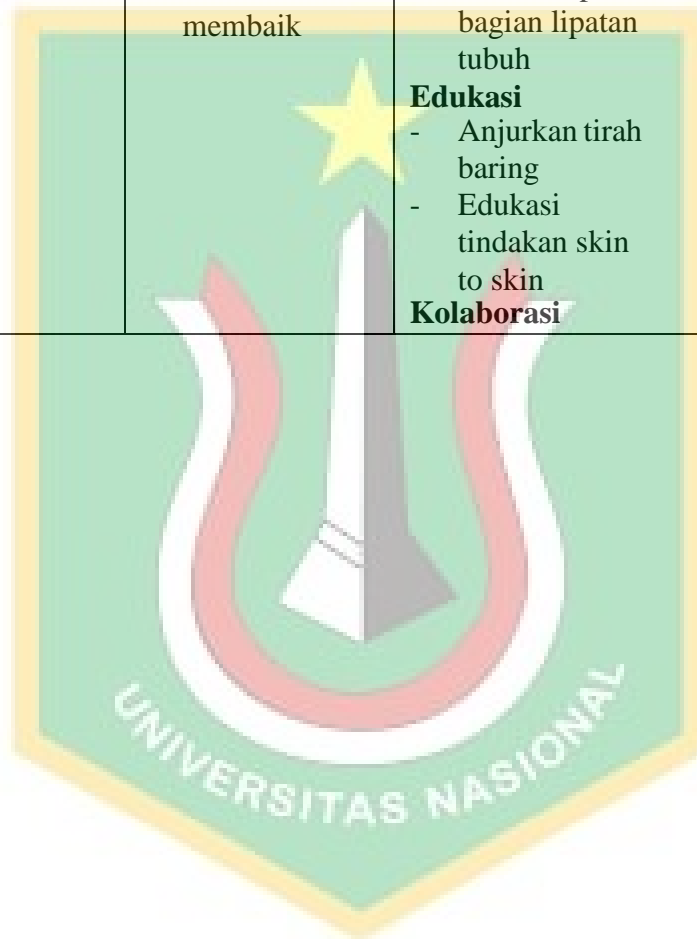 membaik
bagian lipatan
tubuh
Edukasi
- Anjurkan tirah
baring
- Edukasi
tindakan skin
to skin
Kolaborasi
UNIVERSITAS NASIONAL